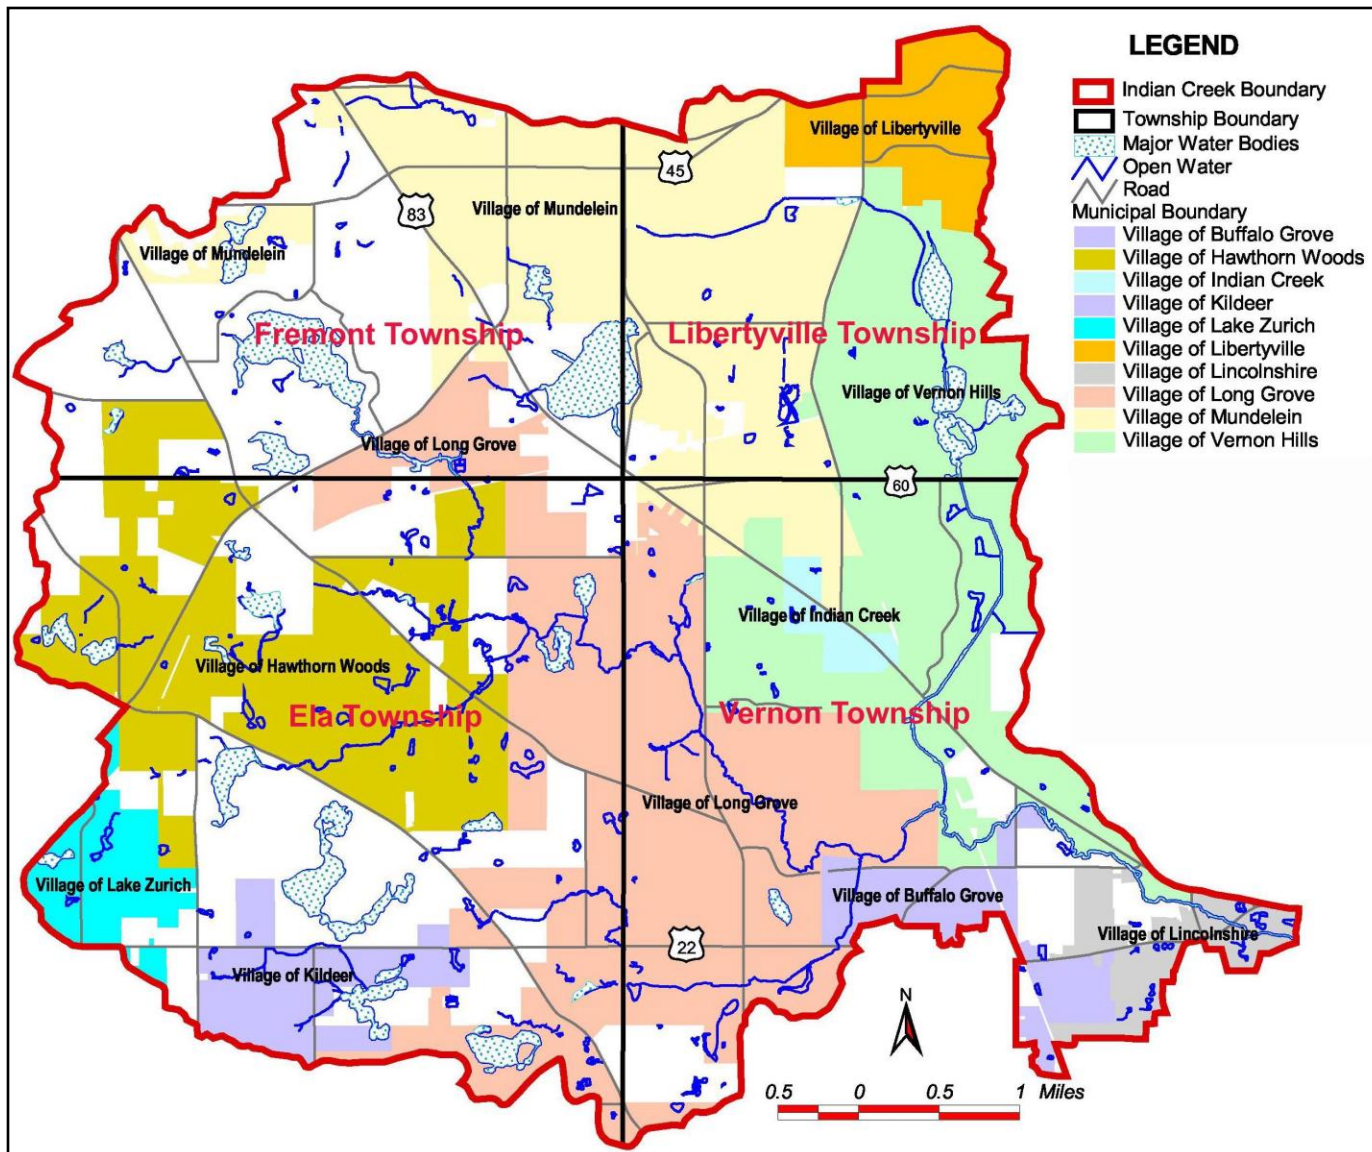 LEGEND
Indian Creek Boundary
Township Boundary
Major Water Bodies
Open Water
Road
Municipal Boundary
Village of Buffalo Grove
Village of Hawthorn Woods
Village of Indian Creek
Village of Kildeer
Village of Lake Zurich
Village of Libertyville
Village of Lincolnshire
Village of Long Grove
Village of Mundelein
Village of Vernon Hills
Village of Libertyville
45
83
Village of Mundelein
Village of Mundelein
Fremont Township
Libertyville Township
Village of Vernon Hills
Village of Long Grove
60
Village of Indian Creek
Village of Hawthorn Woods
Ela Township
Vernon Township
Village of Long Grove
Village of Lake Zurich
Village of Buffalo Grove
Village of Lincolnshire
22
Village of Kildeer
N
0.5 0 0.5 1 Miles